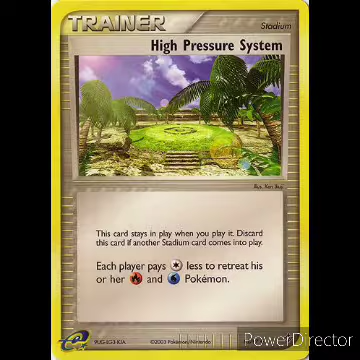 TRAINER
Stadium
High Pressure System
This card stays in play when you play it. Discard
this card if another Stadium card comes into play.
Each player pays less to retreat his
or her and Pokémon.
©2003 Pokémon/Nintendo
PowerDirector